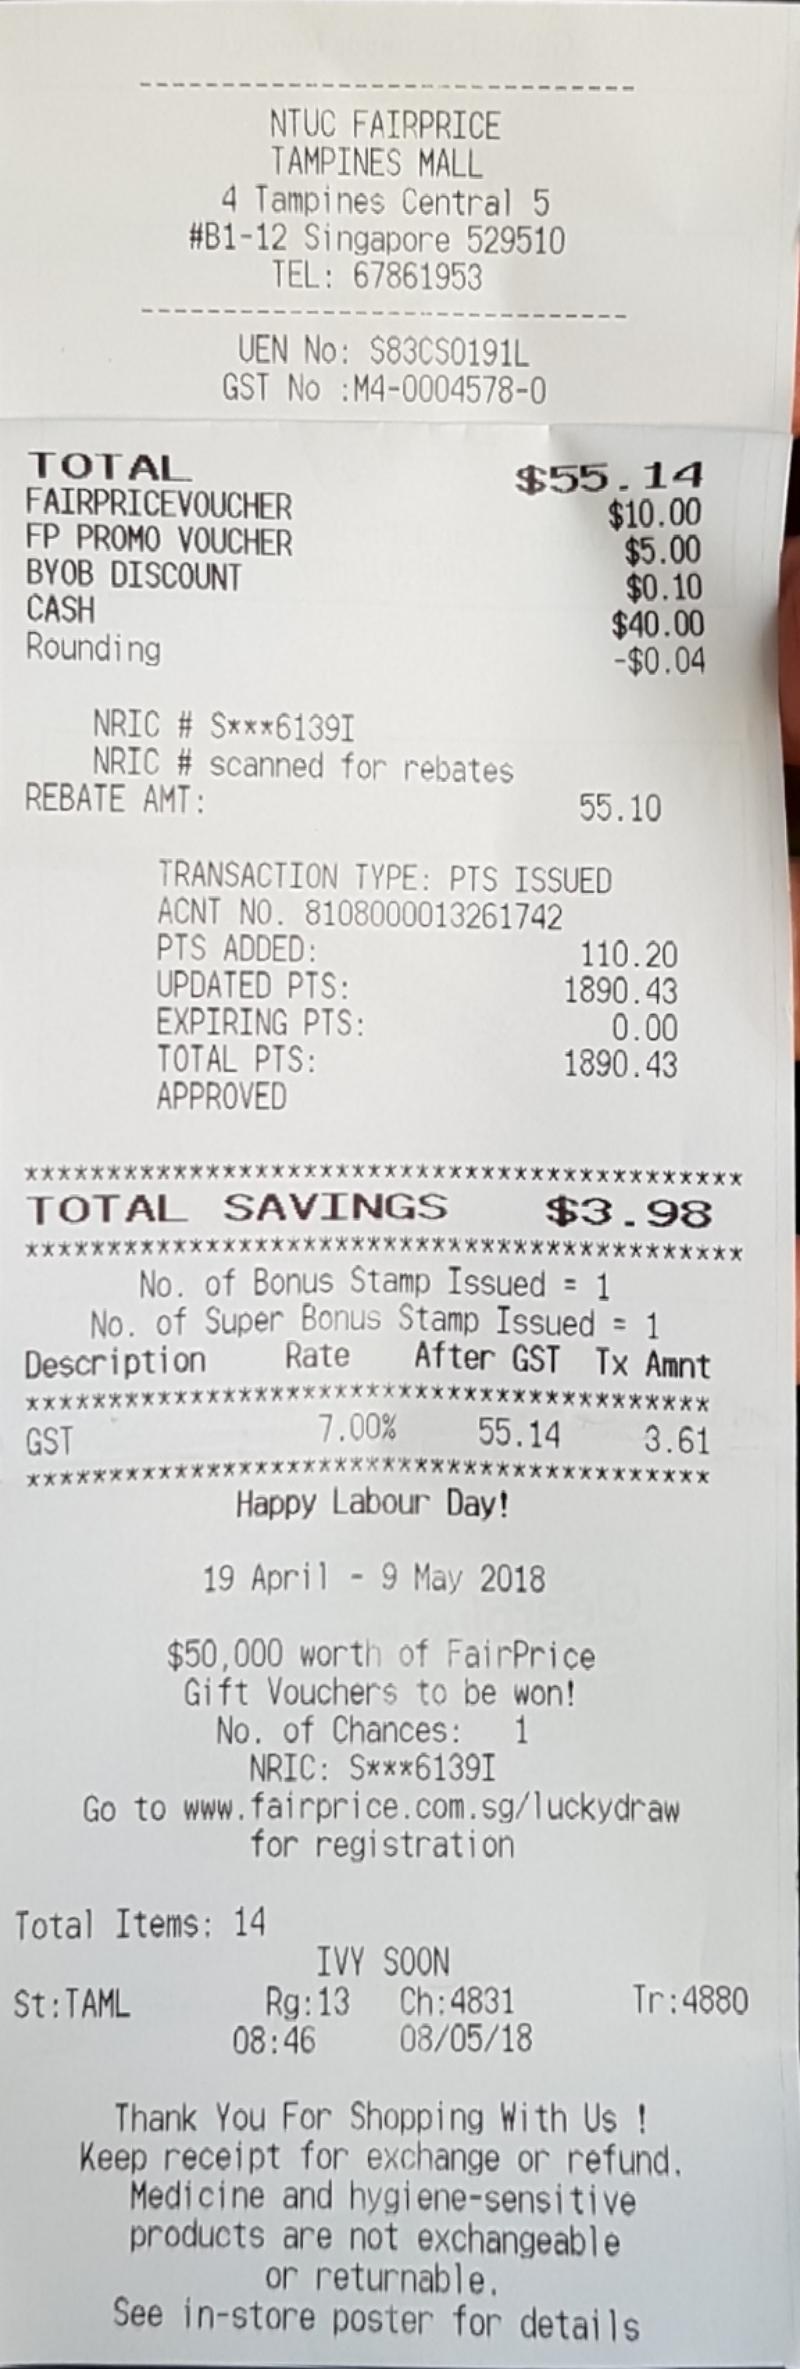 ------------------------------
NTUC FAIRPRICE
TAMPINES MALL
4 Tampines Central 5
#B1-12 Singapore 529510
TEL: 67861953
------------------------------
UEN No: S83CS0191L
GST No :M4-0004578-0
TOTAL $55.14
FAIRPRICEVOUCHER $10.00
FP PROMO VOUCHER $5.00
BYOB DISCOUNT $0.10
CASH $40.00
Rounding -$0.04
NRIC # S***6139I
NRIC # scanned for rebates
REBATE AMT: 55.10
TRANSACTION TYPE: PTS ISSUED
ACNT NO. 8108000013261742
PTS ADDED: 110.20
UPDATED PTS: 1890.43
EXPIRING PTS: 0.00
TOTAL PTS: 1890.43
APPROVED
********************************************
TOTAL SAVINGS $3.98
********************************************
No. of Bonus Stamp Issued = 1
No. of Super Bonus Stamp Issued = 1
Description Rate After GST Tx Amnt
******************************************
GST 7.00% 55.14 3.61
******************************************
Happy Labour Day!
19 April - 9 May 2018
$50,000 worth of FairPrice
Gift Vouchers to be won!
No. of Chances: 1
NRIC: S***6139I
Go to www.fairprice.com.sg/luckydraw
for registration
Total Items: 14
IVY SOON
St:TAML Rg:13 Ch:4831 Tr:4880
08:46 08/05/18
Thank You For Shopping With Us !
Keep receipt for exchange or refund.
Medicine and hygiene-sensitive
products are not exchangeable
or returnable.
See in-store poster for details